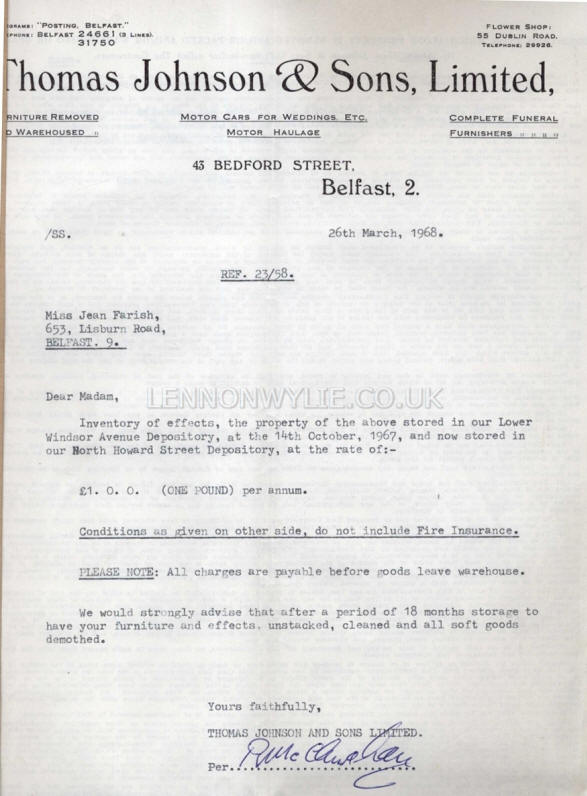 GRAMS: "POSTING, BELFAST."
PHONE: BELFAST 24661 (3 LINES).
31750
FLOWER SHOP:
55 DUBLIN ROAD.
TELEPHONE: 29926.
Thomas Johnson & Sons, Limited,
RNITURE REMOVED
D WAREHOUSED "
MOTOR CARS FOR WEDDINGS, ETC.
MOTOR HAULAGE
COMPLETE FUNERAL
FURNISHERS " " " "
43 BEDFORD STREET,
Belfast, 2.
/SS.
26th March, 1968.
REF. 23/58.
Miss Jean Farish,
653, Lisburn Road,
BELFAST. 9.
Dear Madam,
LENNONWYLIE.CO.UK
Inventory of effects, the property of the above stored in our Lower
Windsor Avenue Depository, at the 14th October, 1967, and now stored in
our North Howard Street Depository, at the rate of:-
£1. 0. 0. (ONE POUND) per annum.
Conditions as given on other side, do not include Fire Insurance.
PLEASE NOTE: All charges are payable before goods leave warehouse.
We would strongly advise that after a period of 18 months storage to
have your furniture and effects. unstacked, cleaned and all soft goods
demothed.
Yours faithfully,
THOMAS JOHNSON AND SONS LIMITED.
Per..............................